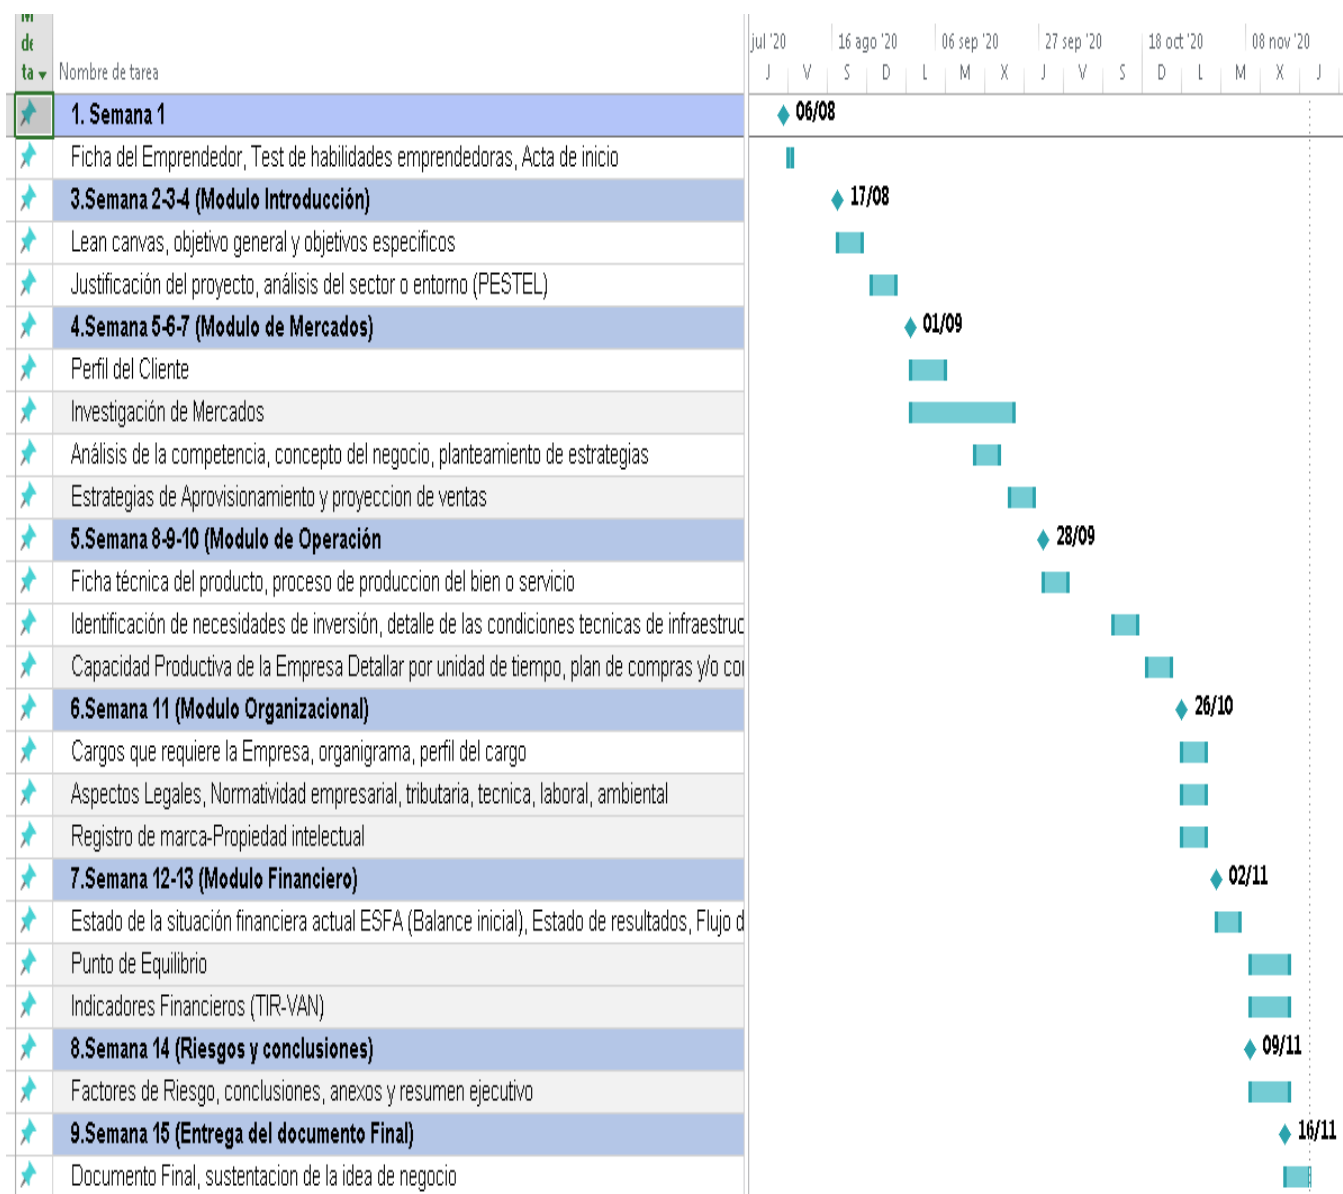 de
ta Nombre de tarea
jul '20 16 ago '20 06 sep '20 27 sep '20 18 oct '20 08 nov '20
J V S D L M X J V S D L M X J
1. Semana 1 06/08
Ficha del Emprendedor, Test de habilidades emprendedoras, Acta de inicio
3.Semana 2-3-4 (Modulo Introducción) 17/08
Lean canvas, objetivo general y objetivos especificos
Justificación del proyecto, análisis del sector o entorno (PESTEL)
4.Semana 5-6-7 (Modulo de Mercados) 01/09
Perfil del Cliente
Investigación de Mercados
Análisis de la competencia, concepto del negocio, planteamiento de estrategias
Estrategias de Aprovisionamiento y proyeccion de ventas
5.Semana 8-9-10 (Modulo de Operación 28/09
Ficha técnica del producto, proceso de produccion del bien o servicio
Identificación de necesidades de inversión, detalle de las condiciones tecnicas de infraestruc
Capacidad Productiva de la Empresa Detallar por unidad de tiempo, plan de compras y/o co
6.Semana 11 (Modulo Organizacional) 26/10
Cargos que requiere la Empresa, organigrama, perfil del cargo
Aspectos Legales, Normatividad empresarial, tributaria, tecnica, laboral, ambiental
Registro de marca-Propiedad intelectual
7.Semana 12-13 (Modulo Financiero) 02/11
Estado de la situación financiera actual ESFA (Balance inicial), Estado de resultados, Flujo d
Punto de Equilibrio
Indicadores Financieros (TIR-VAN)
8.Semana 14 (Riesgos y conclusiones) 09/11
Factores de Riesgo, conclusiones, anexos y resumen ejecutivo
9.Semana 15 (Entrega del documento Final) 16/11
Documento Final, sustentacion de la idea de negocio